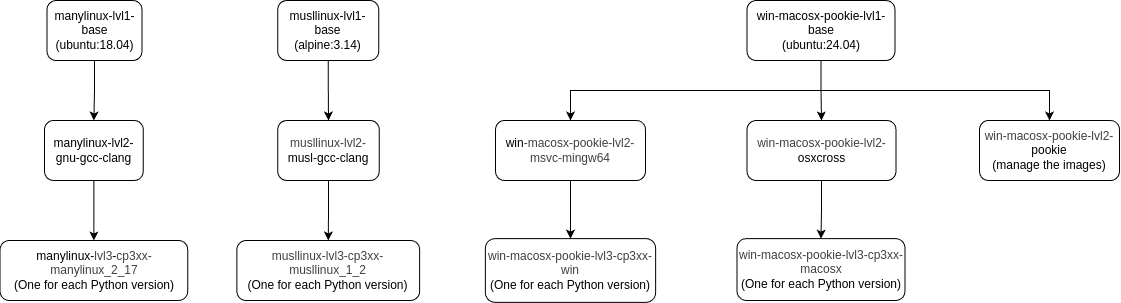 manylinux-lvl1-
base
(ubuntu:18.04)
musllinux-lvl1-
base
(alpine:3.14)
win-macosx-pookie-lvl1-
base
(ubuntu:24.04)
manylinux-lvl2-
gnu-gcc-clang
musllinux-lvl2-
musl-gcc-clang
win-macosx-pookie-lvl2-
msvc-mingw64
win-macosx-pookie-lvl2-
osxcross
win-macosx-pookie-lvl2-
pookie
(manage the images)
manylinux-lvl3-cp3xx-
manylinux_2_17
(One for each Python version)
musllinux-lvl3-cp3xx-
musllinux_1_2
(One for each Python version)
win-macosx-pookie-lvl3-cp3xx-
win
(One for each Python version)
win-macosx-pookie-lvl3-cp3xx-
macosx
(One for each Python version)